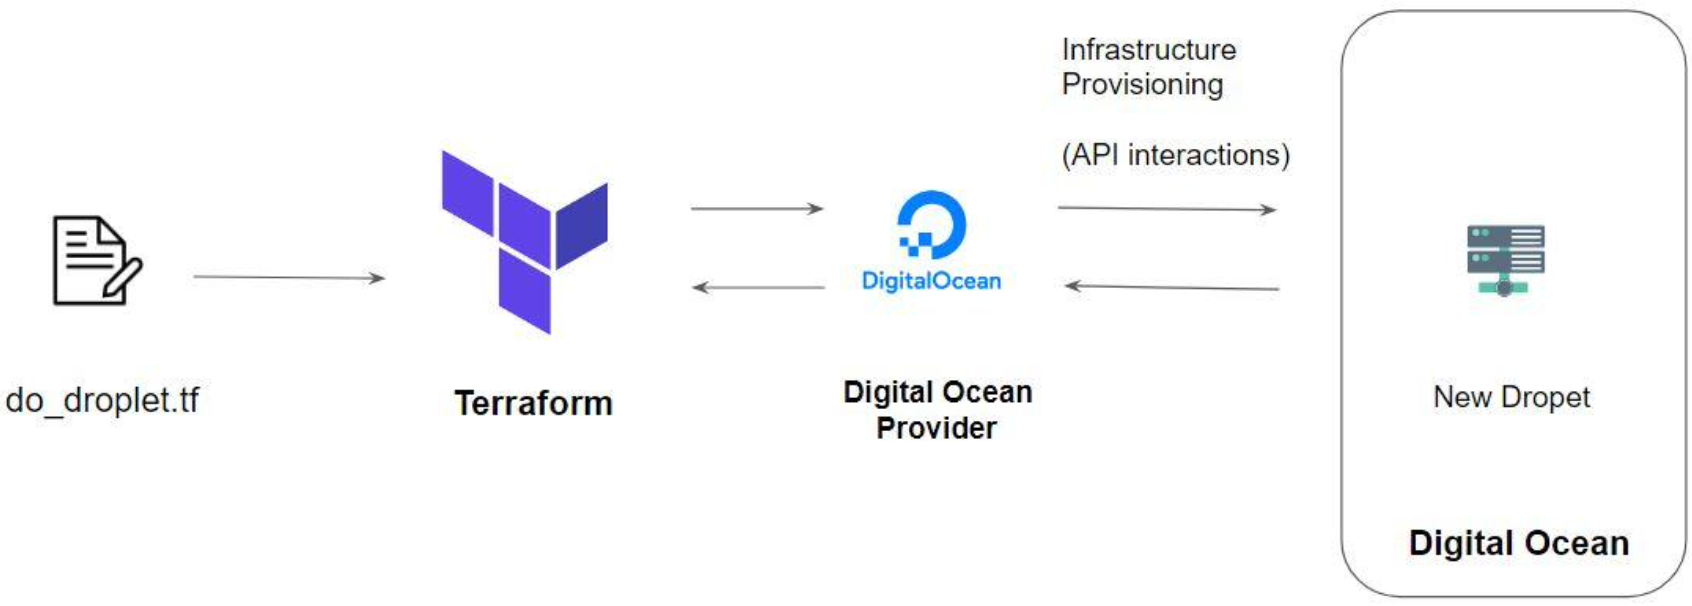 Infrastructure
Provisioning
(API interactions)
DigitalOcean
do_droplet.tf
Terraform
Digital Ocean
Provider
New Dropet
Digital Ocean